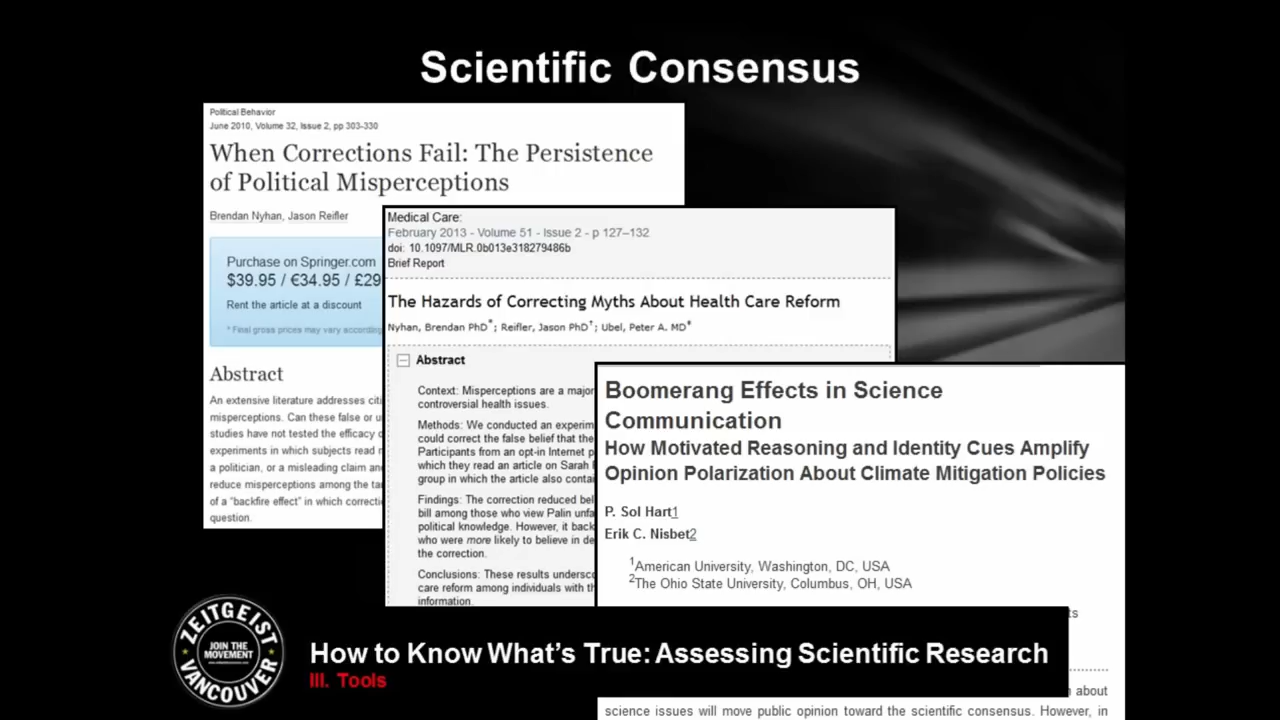 Scientific Consensus
Political Behavior
June 2010, Volume 32, Issue 2, pp 303-330
When Corrections Fail: The Persistence
of Political Misperceptions
Brendan Nyhan, Jason Reifler
Purchase on Springer.com
$39.95 / €34.95 / £29
Rent the article at a discount
* Final gross prices may vary according
Abstract
An extensive literature addresses citi
misperceptions. Can these false or u
studies have not tested the efficacy o
experiments in which subjects read
a politician, or a misleading claim and
reduce misperceptions among the tar
of a “backfire effect” in which correcti
question.
Medical Care:
February 2013 - Volume 51 - Issue 2 - p 127–132
doi: 10.1097/MLR.0b013e318279486b
Brief Report
The Hazards of Correcting Myths About Health Care Reform
Nyhan, Brendan PhD*; Reifler, Jason PhD†; Ubel, Peter A. MD‡
Abstract
Context: Misperceptions are a major
controversial health issues.
Methods: We conducted an experim
could correct the false belief that the
Participants from an opt-in Internet p
which they read an article on Sarah
group in which the article also contai
Findings: The correction reduced bel
bill among those who view Palin unfa
political knowledge. However, it back
who were more likely to believe in de
the correction.
Conclusions: These results undersco
care reform among individuals with th
information.
Boomerang Effects in Science
Communication
How Motivated Reasoning and Identity Cues Amplify
Opinion Polarization About Climate Mitigation Policies
P. Sol Hart1
Erik C. Nisbet2
1American University, Washington, DC, USA
2The Ohio State University, Columbus, OH, USA
ts
about
science issues will move public opinion toward the scientific consensus. However, in
ZEITGEIST
JOIN THE
MOVEMENT
VANCOUVER
How to Know What’s True: Assessing Scientific Research
III. Tools